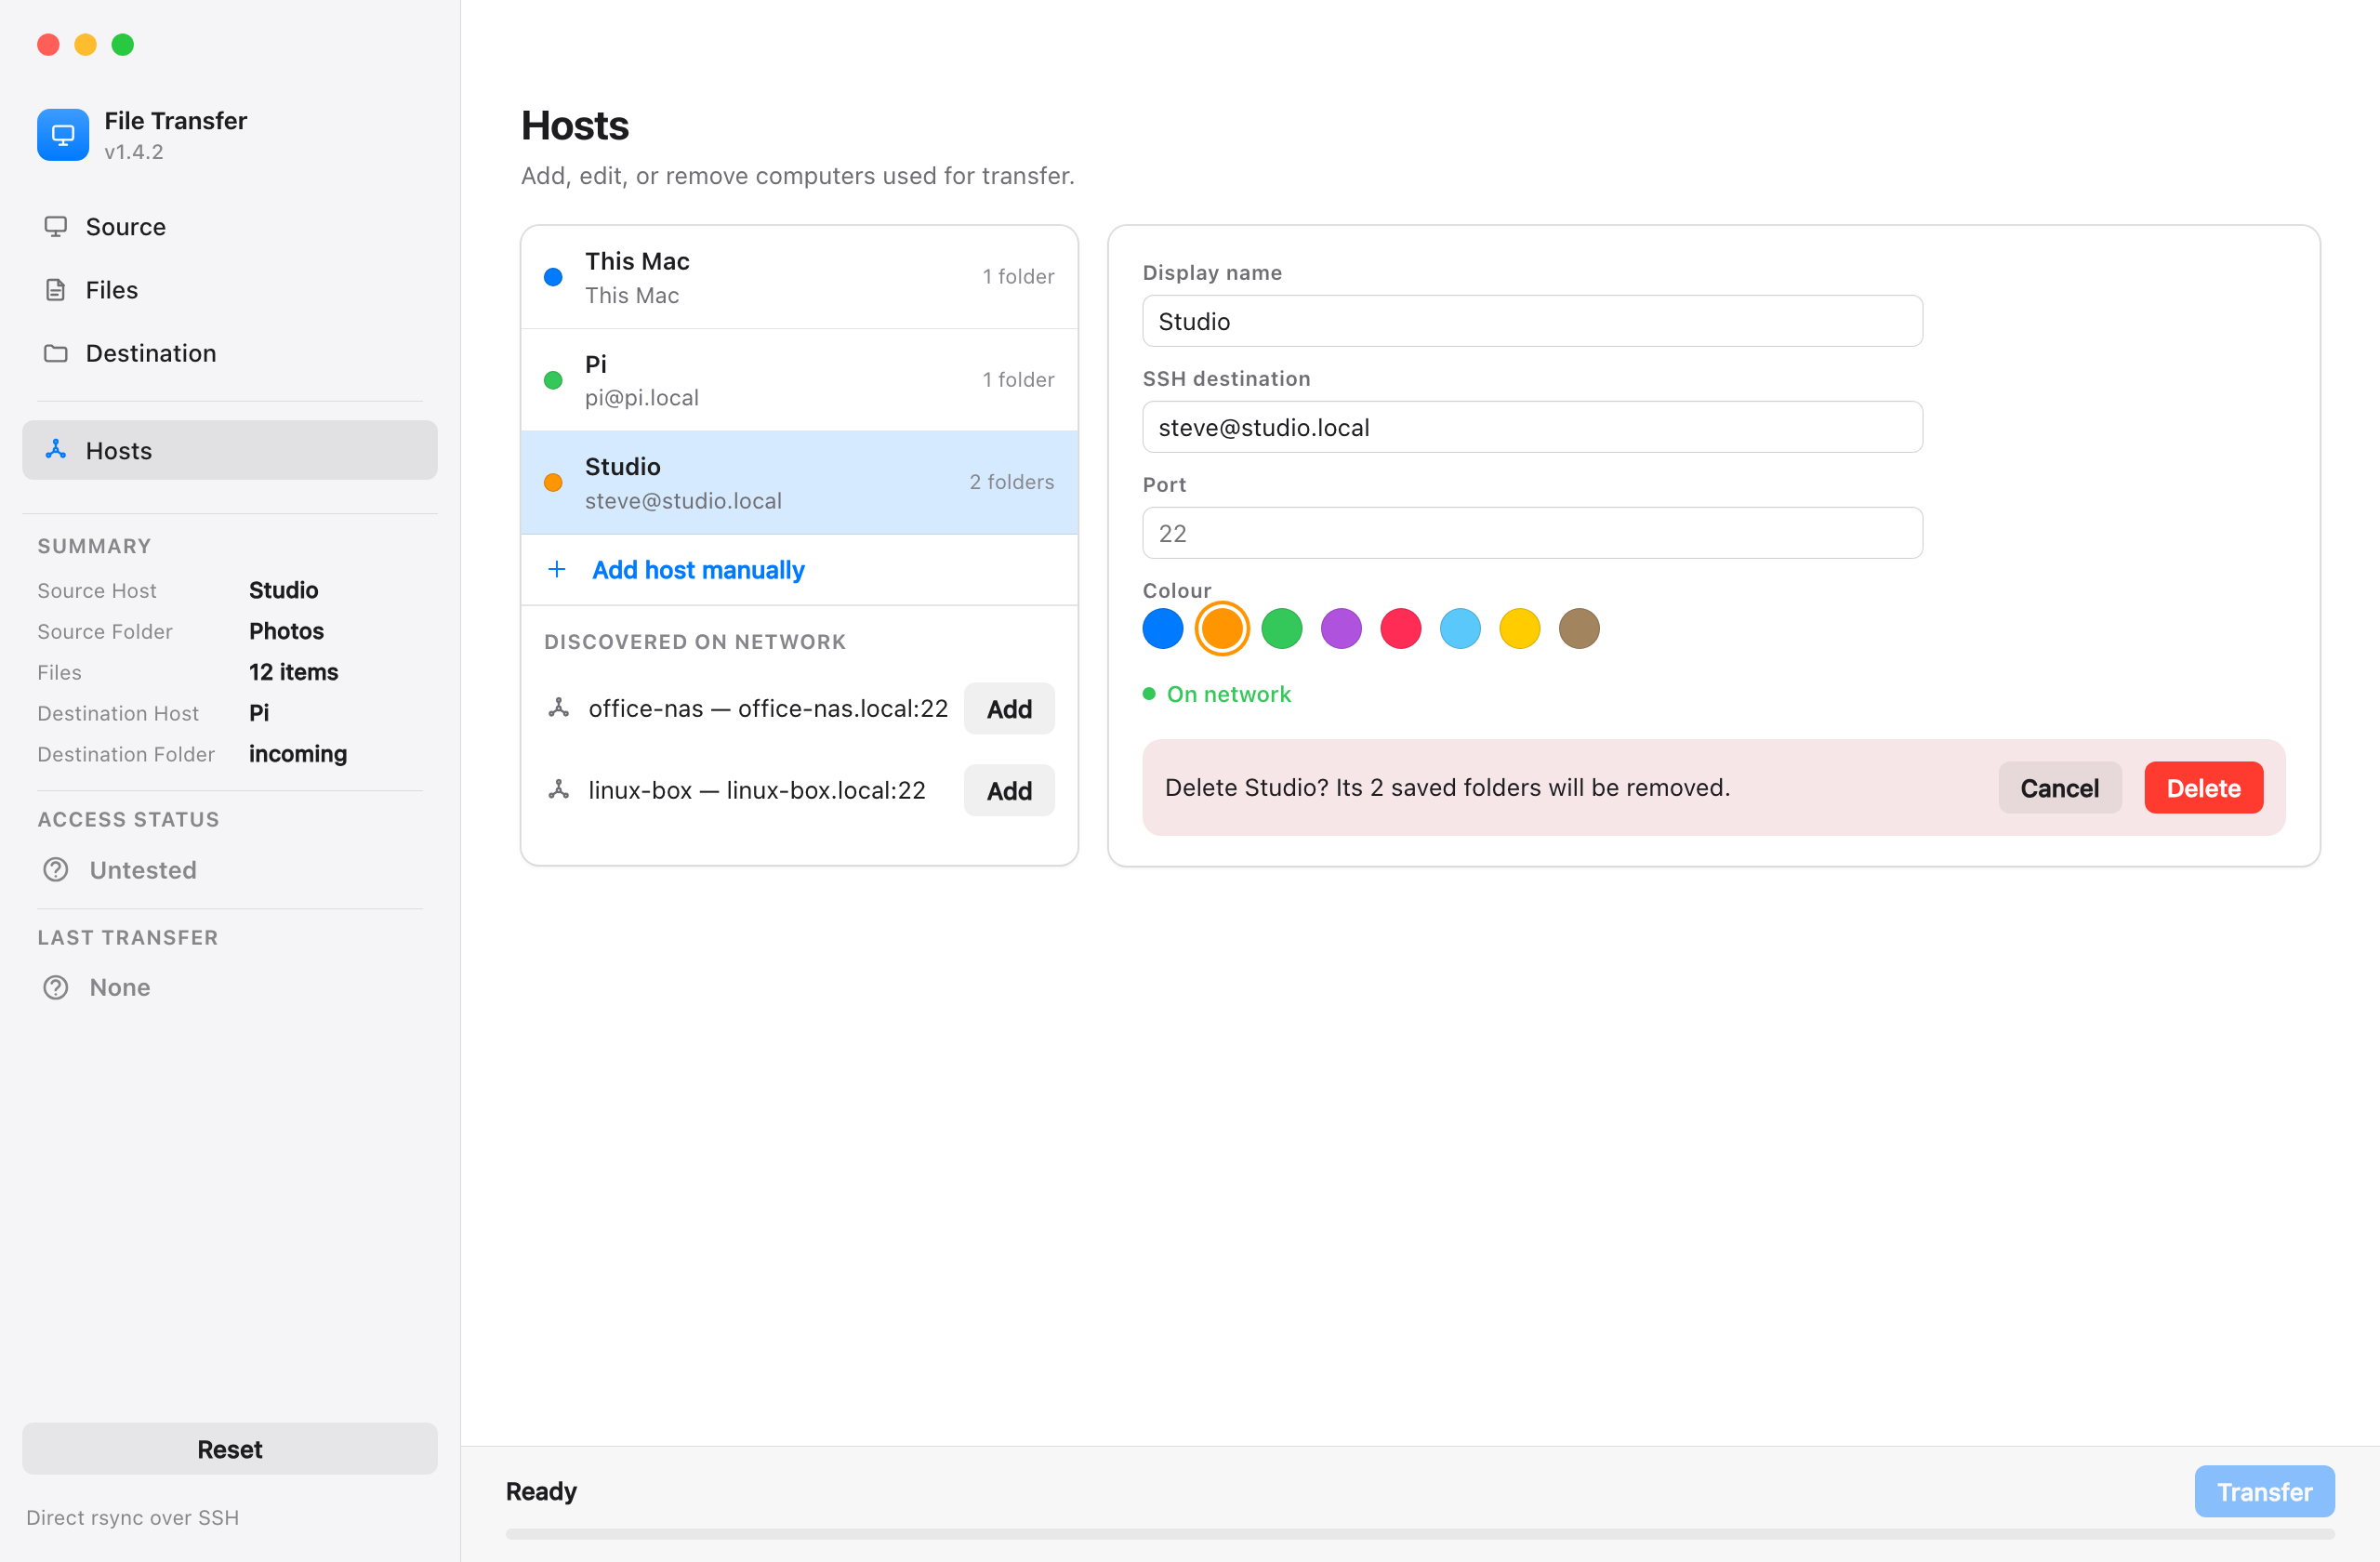 File Transfer
v1.4.2
Source
Files
Destination
Hosts
SUMMARY
Source Host Studio
Source Folder Photos
Files 12 items
Destination Host Pi
Destination Folder incoming
ACCESS STATUS
Untested
LAST TRANSFER
None
Reset
Direct rsync over SSH
Hosts
Add, edit, or remove computers used for transfer.
This Mac
This Mac
1 folder
Pi
pi@pi.local
1 folder
Studio
steve@studio.local
2 folders
+ Add host manually
DISCOVERED ON NETWORK
office-nas — office-nas.local:22 Add
linux-box — linux-box.local:22 Add
Display name
Studio
SSH destination
steve@studio.local
Port
22
Colour
On network
Delete Studio? Its 2 saved folders will be removed. Cancel Delete
Ready
Transfer